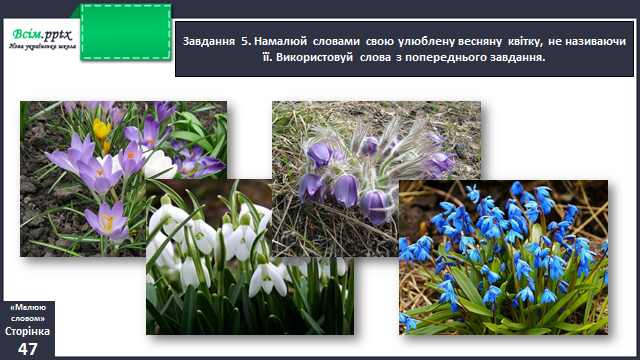 Всім.pptx
Нова українська школа
Завдання 5. Намалюй словами свою улюблену весняну квітку, не називаючи
її. Використовуй слова з попереднього завдання.
«Малюю
словом»
Сторінка
47